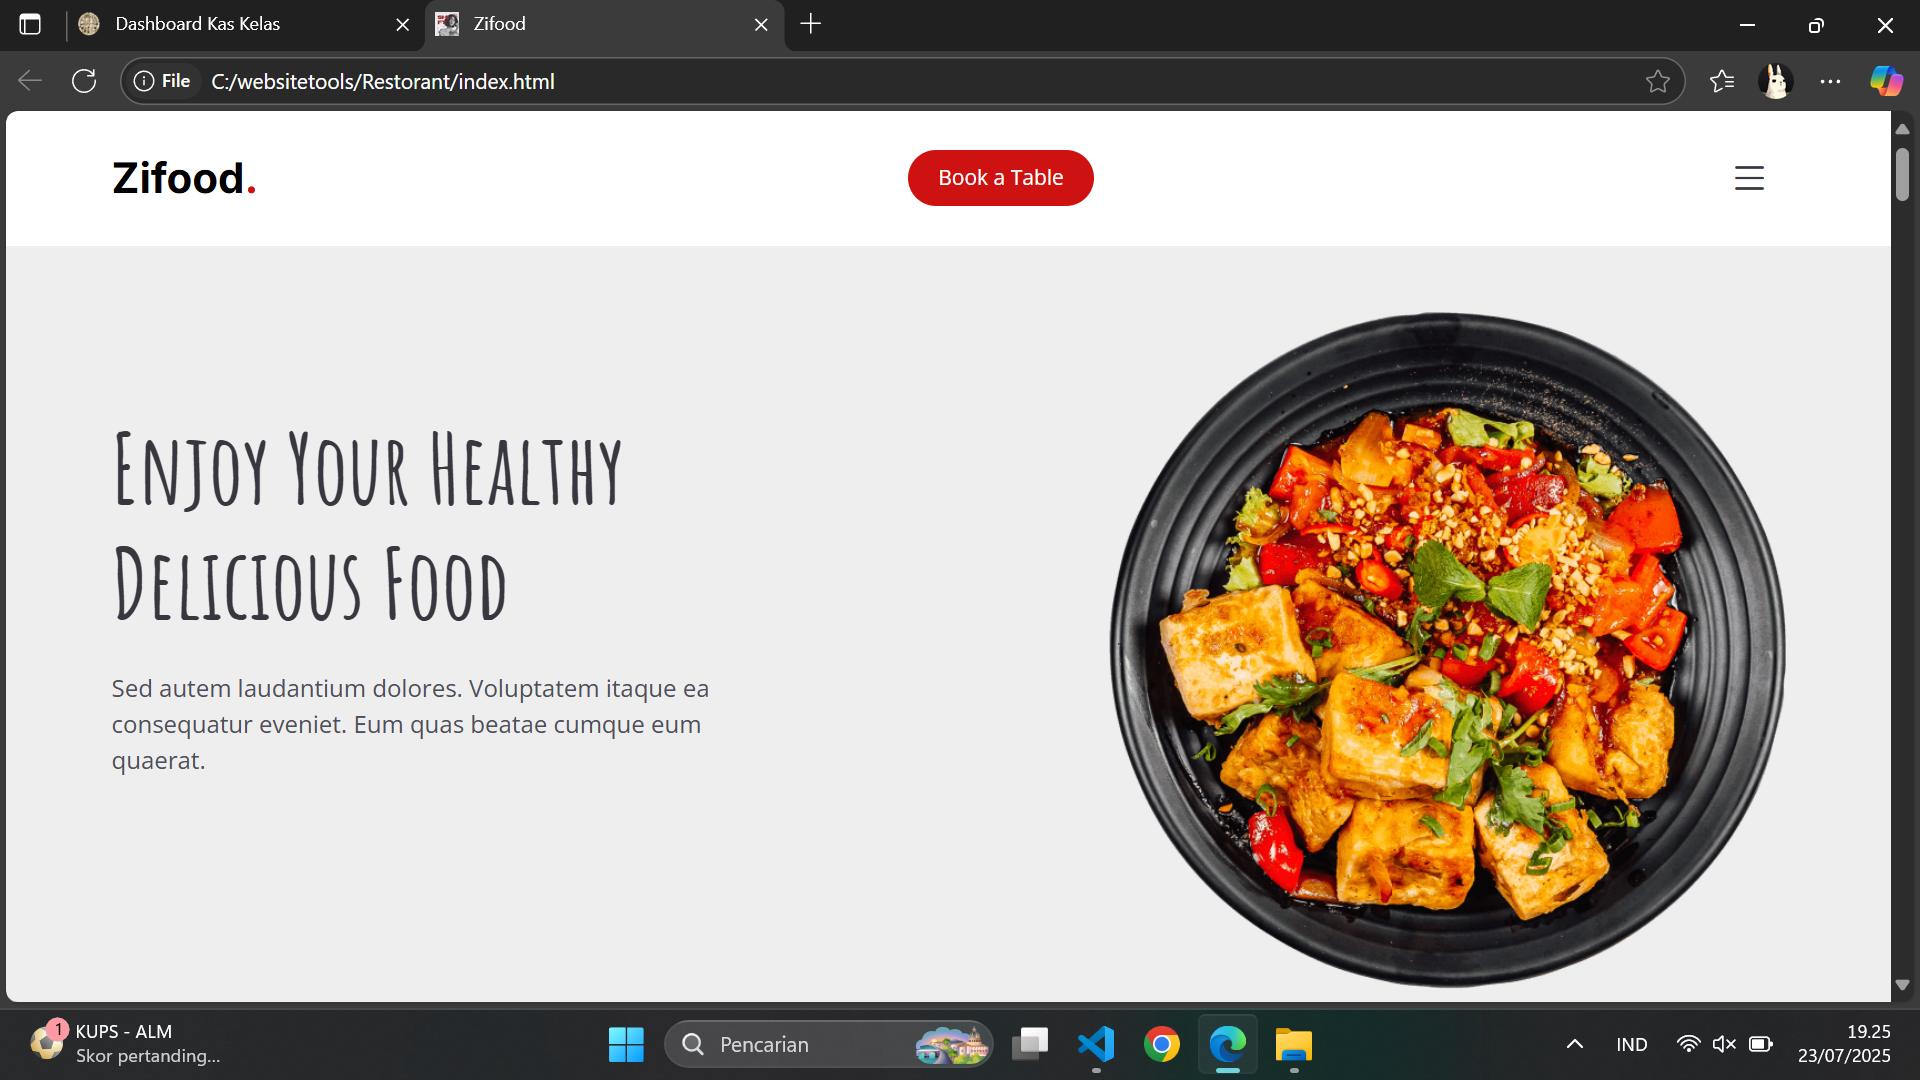 Dashboard Kas Kelas
Zifood
File
C:/websitetools/Restorant/index.html
Zifood.
Book a Table
Enjoy Your Healthy
Delicious Food
Sed autem laudantium dolores. Voluptatem itaque ea
consequatur eveniet. Eum quas beatae cumque eum
quaerat.
1
KUPS - ALM
Skor pertanding...
Pencarian
IND
19.25
23/07/2025